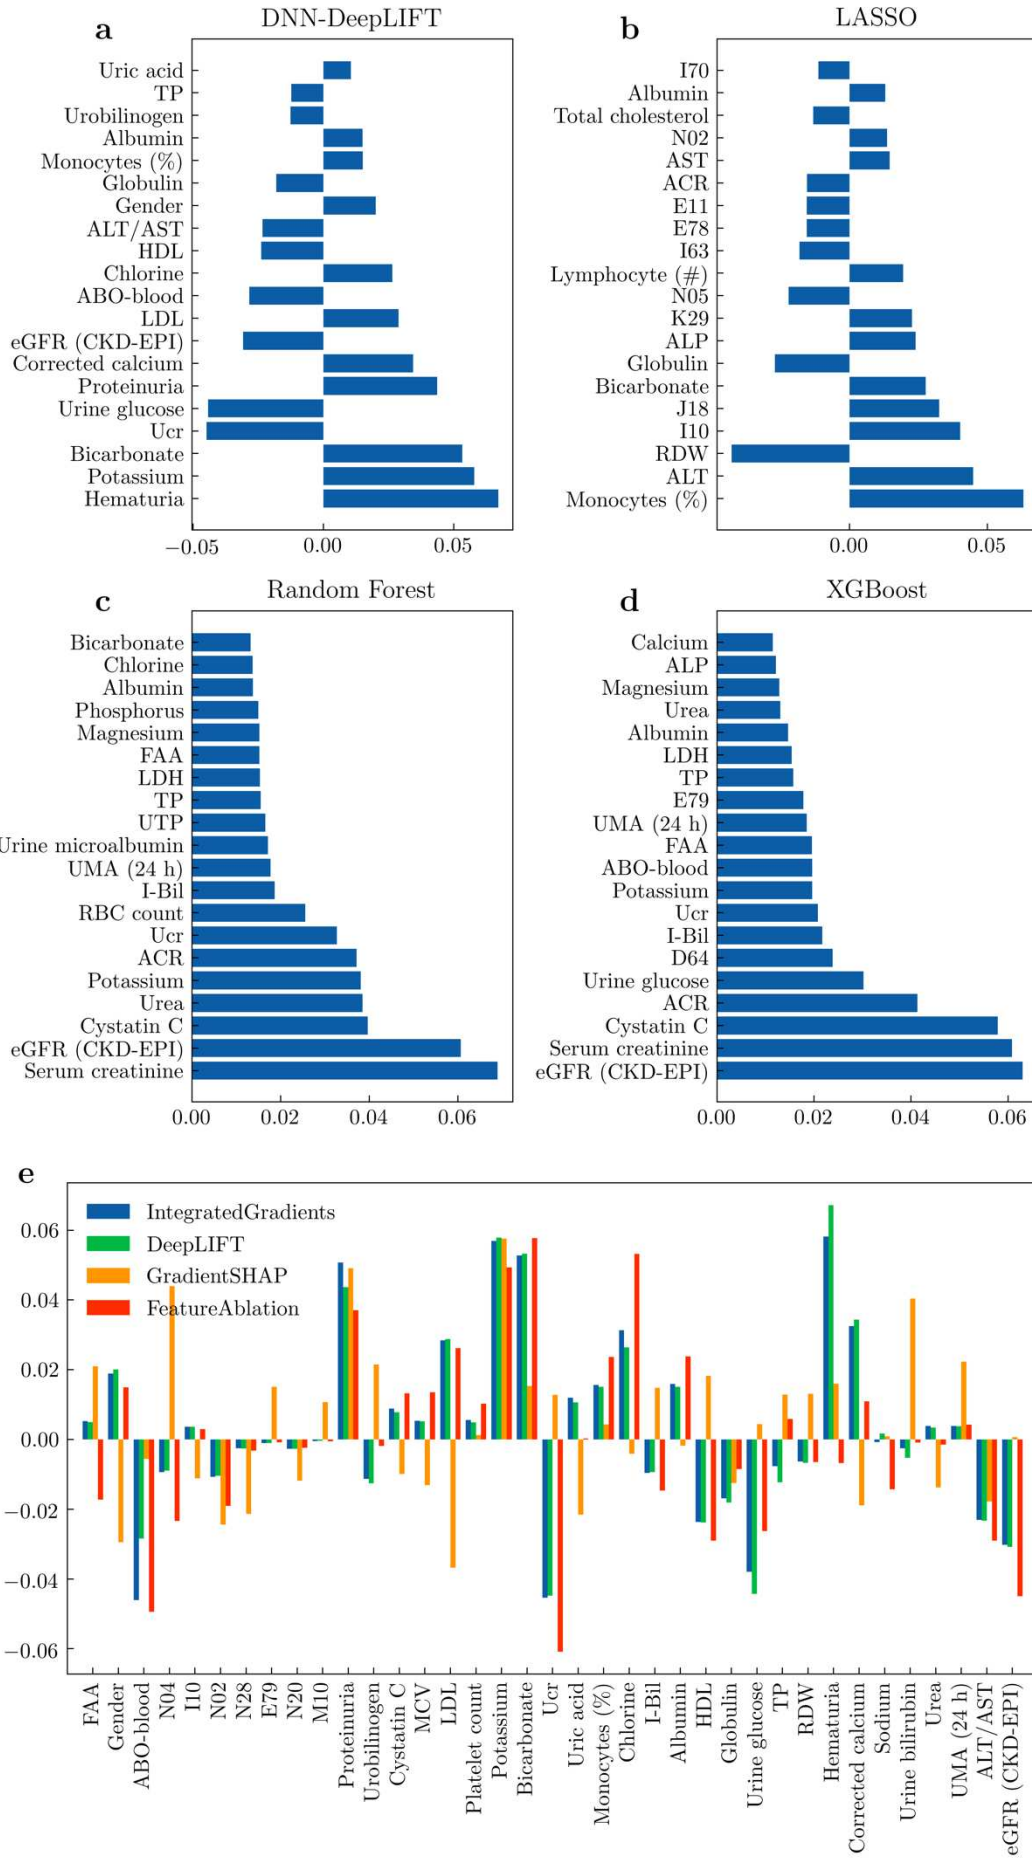 a
DNN-DeepLIFT
Uric acid
TP
Urobilinogen
Albumin
Monocytes (%)
Globulin
Gender
ALT/AST
HDL
Chlorine
ABO-blood
LDL
eGFR (CKD-EPI)
Corrected calcium
Proteinuria
Urine glucose
Ucr
Bicarbonate
Potassium
Hematuria
−0.05 0.00 0.05
b
LASSO
I70
Albumin
Total cholesterol
N02
AST
ACR
E11
E78
I63
Lymphocyte (#)
N05
K29
ALP
Globulin
Bicarbonate
J18
I10
RDW
ALT
Monocytes (%)
0.00 0.05
c
Random Forest
Bicarbonate
Chlorine
Albumin
Phosphorus
Magnesium
FAA
LDH
TP
UTP
Urine microalbumin
UMA (24 h)
I-Bil
RBC count
Ucr
ACR
Potassium
Urea
Cystatin C
eGFR (CKD-EPI)
Serum creatinine
0.00 0.02 0.04 0.06
d
XGBoost
Calcium
ALP
Magnesium
Urea
Albumin
LDH
TP
E79
UMA (24 h)
FAA
ABO-blood
Potassium
Ucr
I-Bil
D64
Urine glucose
ACR
Cystatin C
Serum creatinine
eGFR (CKD-EPI)
0.00 0.02 0.04 0.06
e
IntegratedGradients
DeepLIFT
GradientSHAP
FeatureAblation
0.06
0.04
0.02
0.00
−0.02
−0.04
−0.06
FAA
Gender
ABO-blood
N04
I10
N02
N28
E79
N20
M10
Proteinuria
Urobilinogen
Cystatin C
MCV
LDL
Platelet count
Potassium
Bicarbonate
Ucr
Uric acid
Monocytes (%)
Chlorine
I-Bil
Albumin
HDL
Globulin
Urine glucose
TP
RDW
Hematuria
Corrected calcium
Sodium
Urine bilirubin
Urea
UMA (24 h)
ALT/AST
eGFR (CKD-EPI)